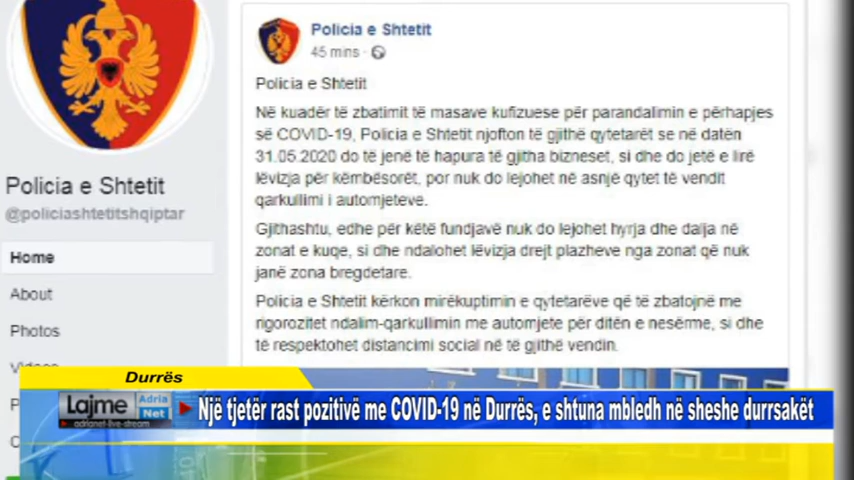 Policia e Shtetit
45 mins
Policia e Shtetit
Në kuadër të zbatimit të masave kufizuese për parandalimin e përhapjes
së COVID-19, Policia e Shtetit njofton të gjithë qytetarët se në datën
31.05.2020 do të jenë të hapura të gjitha bizneset, si dhe do jetë e lirë
lëvizja për këmbësorët, por nuk do lejohet në asnjë qytet të vendit
qarkullimi i automjeteve.
Gjithashtu, edhe për këtë fundjavë nuk do lejohet hyrja dhe dalja në
zonat e kuqe, si dhe ndalohet lëvizja drejt plazheve nga zonat që nuk
janë zona bregdetare.
Policia e Shtetit kërkon mirëkuptimin e qytetarëve që të zbatojnë me
rigorozitet ndalim-qarkullimin me automjete për ditën e nesërme, si dhe
të respektohet distancimi social në të gjithë vendin.
Policia e Shtetit
@policiashtetitshqiptar
Home
About
Photos
Videos
P
C
Durrës
Lajme Adria Net
adrianet-live-stream
Një tjetër rast pozitivë me COVID-19 në Durrës, e shtuna mbledh në sheshe durrsakët